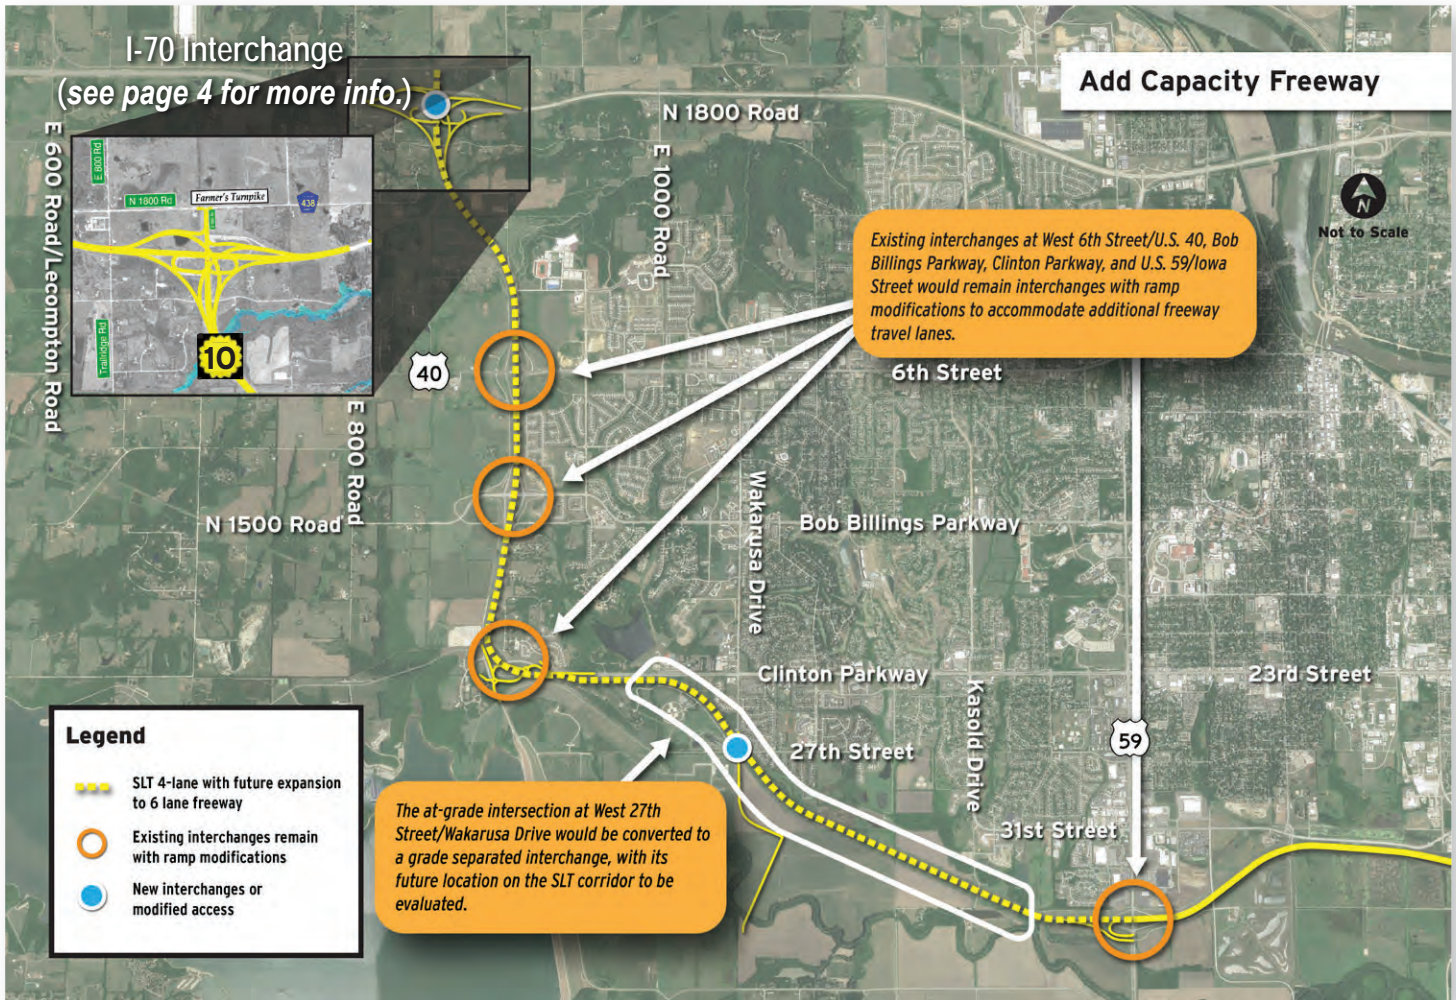 I-70 Interchange
(see page 4 for more info.)
Add Capacity Freeway
N 1800 Road
E 600 Road/Lecompton Road
E 800 Rd
N 1800 Rd
Farmer's Turnpike
438
Trailridge Rd
10
E 1000 Road
N
Not to Scale
Existing interchanges at West 6th Street/U.S. 40, Bob
Billings Parkway, Clinton Parkway, and U.S. 59/Iowa
Street would remain interchanges with ramp
modifications to accommodate additional freeway
travel lanes.
40
6th Street
E 800 Road
N 1500 Road
Wakarusa Drive
Bob Billings Parkway
Clinton Parkway
23rd Street
Kasold Drive
27th Street
59
31st Street
Legend
SLT 4-lane with future expansion
to 6 lane freeway
Existing interchanges remain
with ramp modifications
New interchanges or
modified access
The at-grade intersection at West 27th
Street/Wakarusa Drive would be converted to
a grade separated interchange, with its
future location on the SLT corridor to be
evaluated.